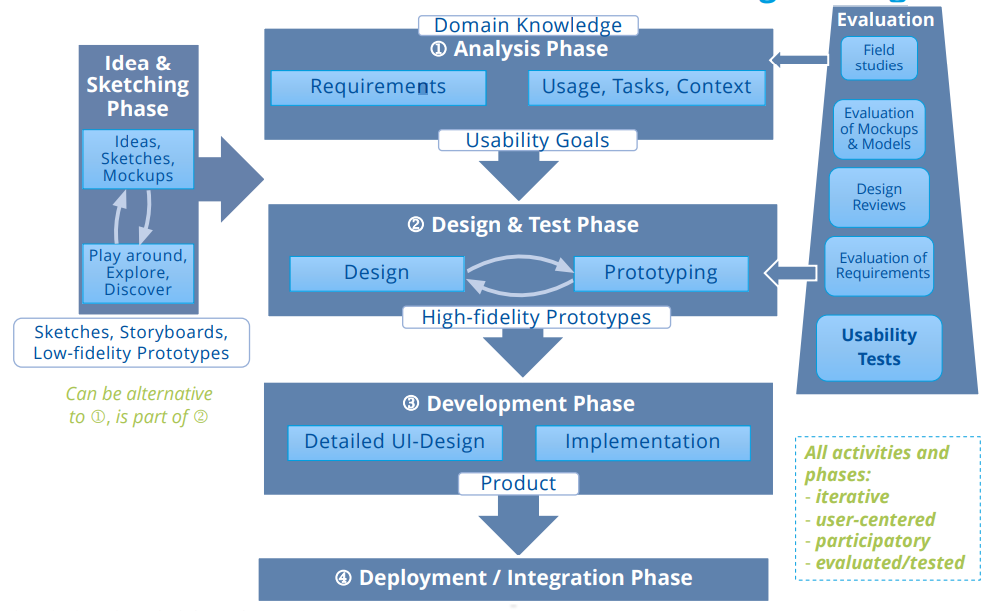 Domain Knowledge
① Analysis Phase
Requirements
Usage, Tasks, Context
Usability Goals
Idea &
Sketching
Phase
Ideas,
Sketches,
Mockups
Play around,
Explore,
Discover
Sketches, Storyboards,
Low-fidelity Prototypes
Can be alternative
to ①, is part of ②
② Design & Test Phase
Design
Prototyping
High-fidelity Prototypes
③ Development Phase
Detailed UI-Design
Implementation
Product
④ Deployment / Integration Phase
Evaluation
Field
studies
Evaluation
of Mockups
& Models
Design
Reviews
Evaluation of
Requirements
Usability
Tests
All activities and
phases:
- iterative
- user-centered
- participatory
- evaluated/tested